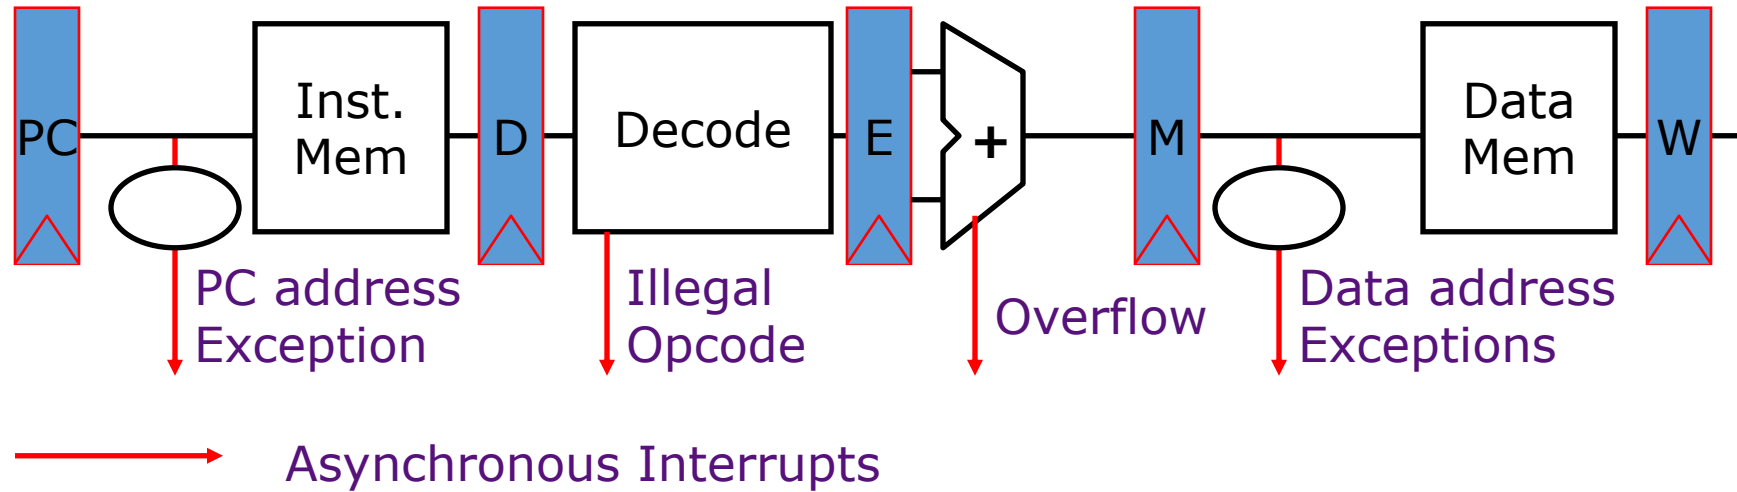 PC
Inst.
Mem
D
Decode
E
+
M
Data
Mem
W
PC address
Exception
Illegal
Opcode
Overflow
Data address
Exceptions
Asynchronous Interrupts